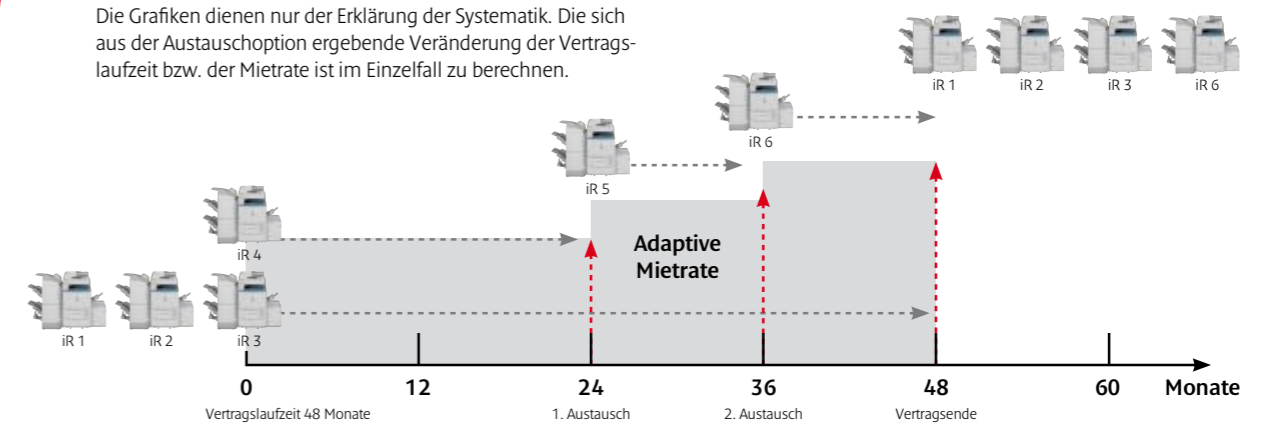 Die Grafiken dienen nur der Erklärung der Systematik. Die sich
aus der Austauschoption ergebende Veränderung der Vertrags-
laufzeit bzw. der Mietrate ist im Einzelfall zu berechnen.
iR 1 iR 2 iR 3 iR 6
iR 6
iR 5
iR 4
Adaptive
Mietrate
iR 1 iR 2 iR 3
0 12 24 36 48 60 Monate
Vertragslaufzeit 48 Monate 1. Austausch 2. Austausch Vertragsende